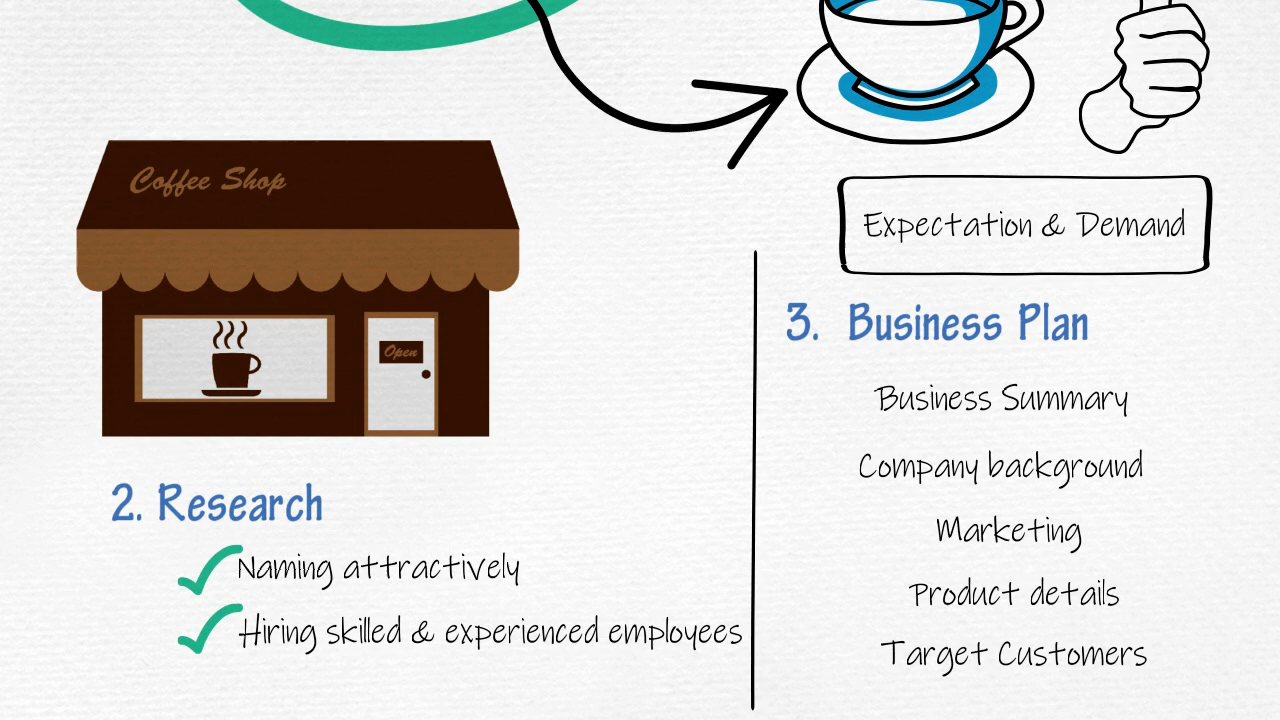 Coffee Shop
Open
2. Research
Naming attractively
Hiring skilled & experienced employees
Expectation & Demand
3. Business Plan
Business Summary
Company background
Marketing
Product details
Target Customers